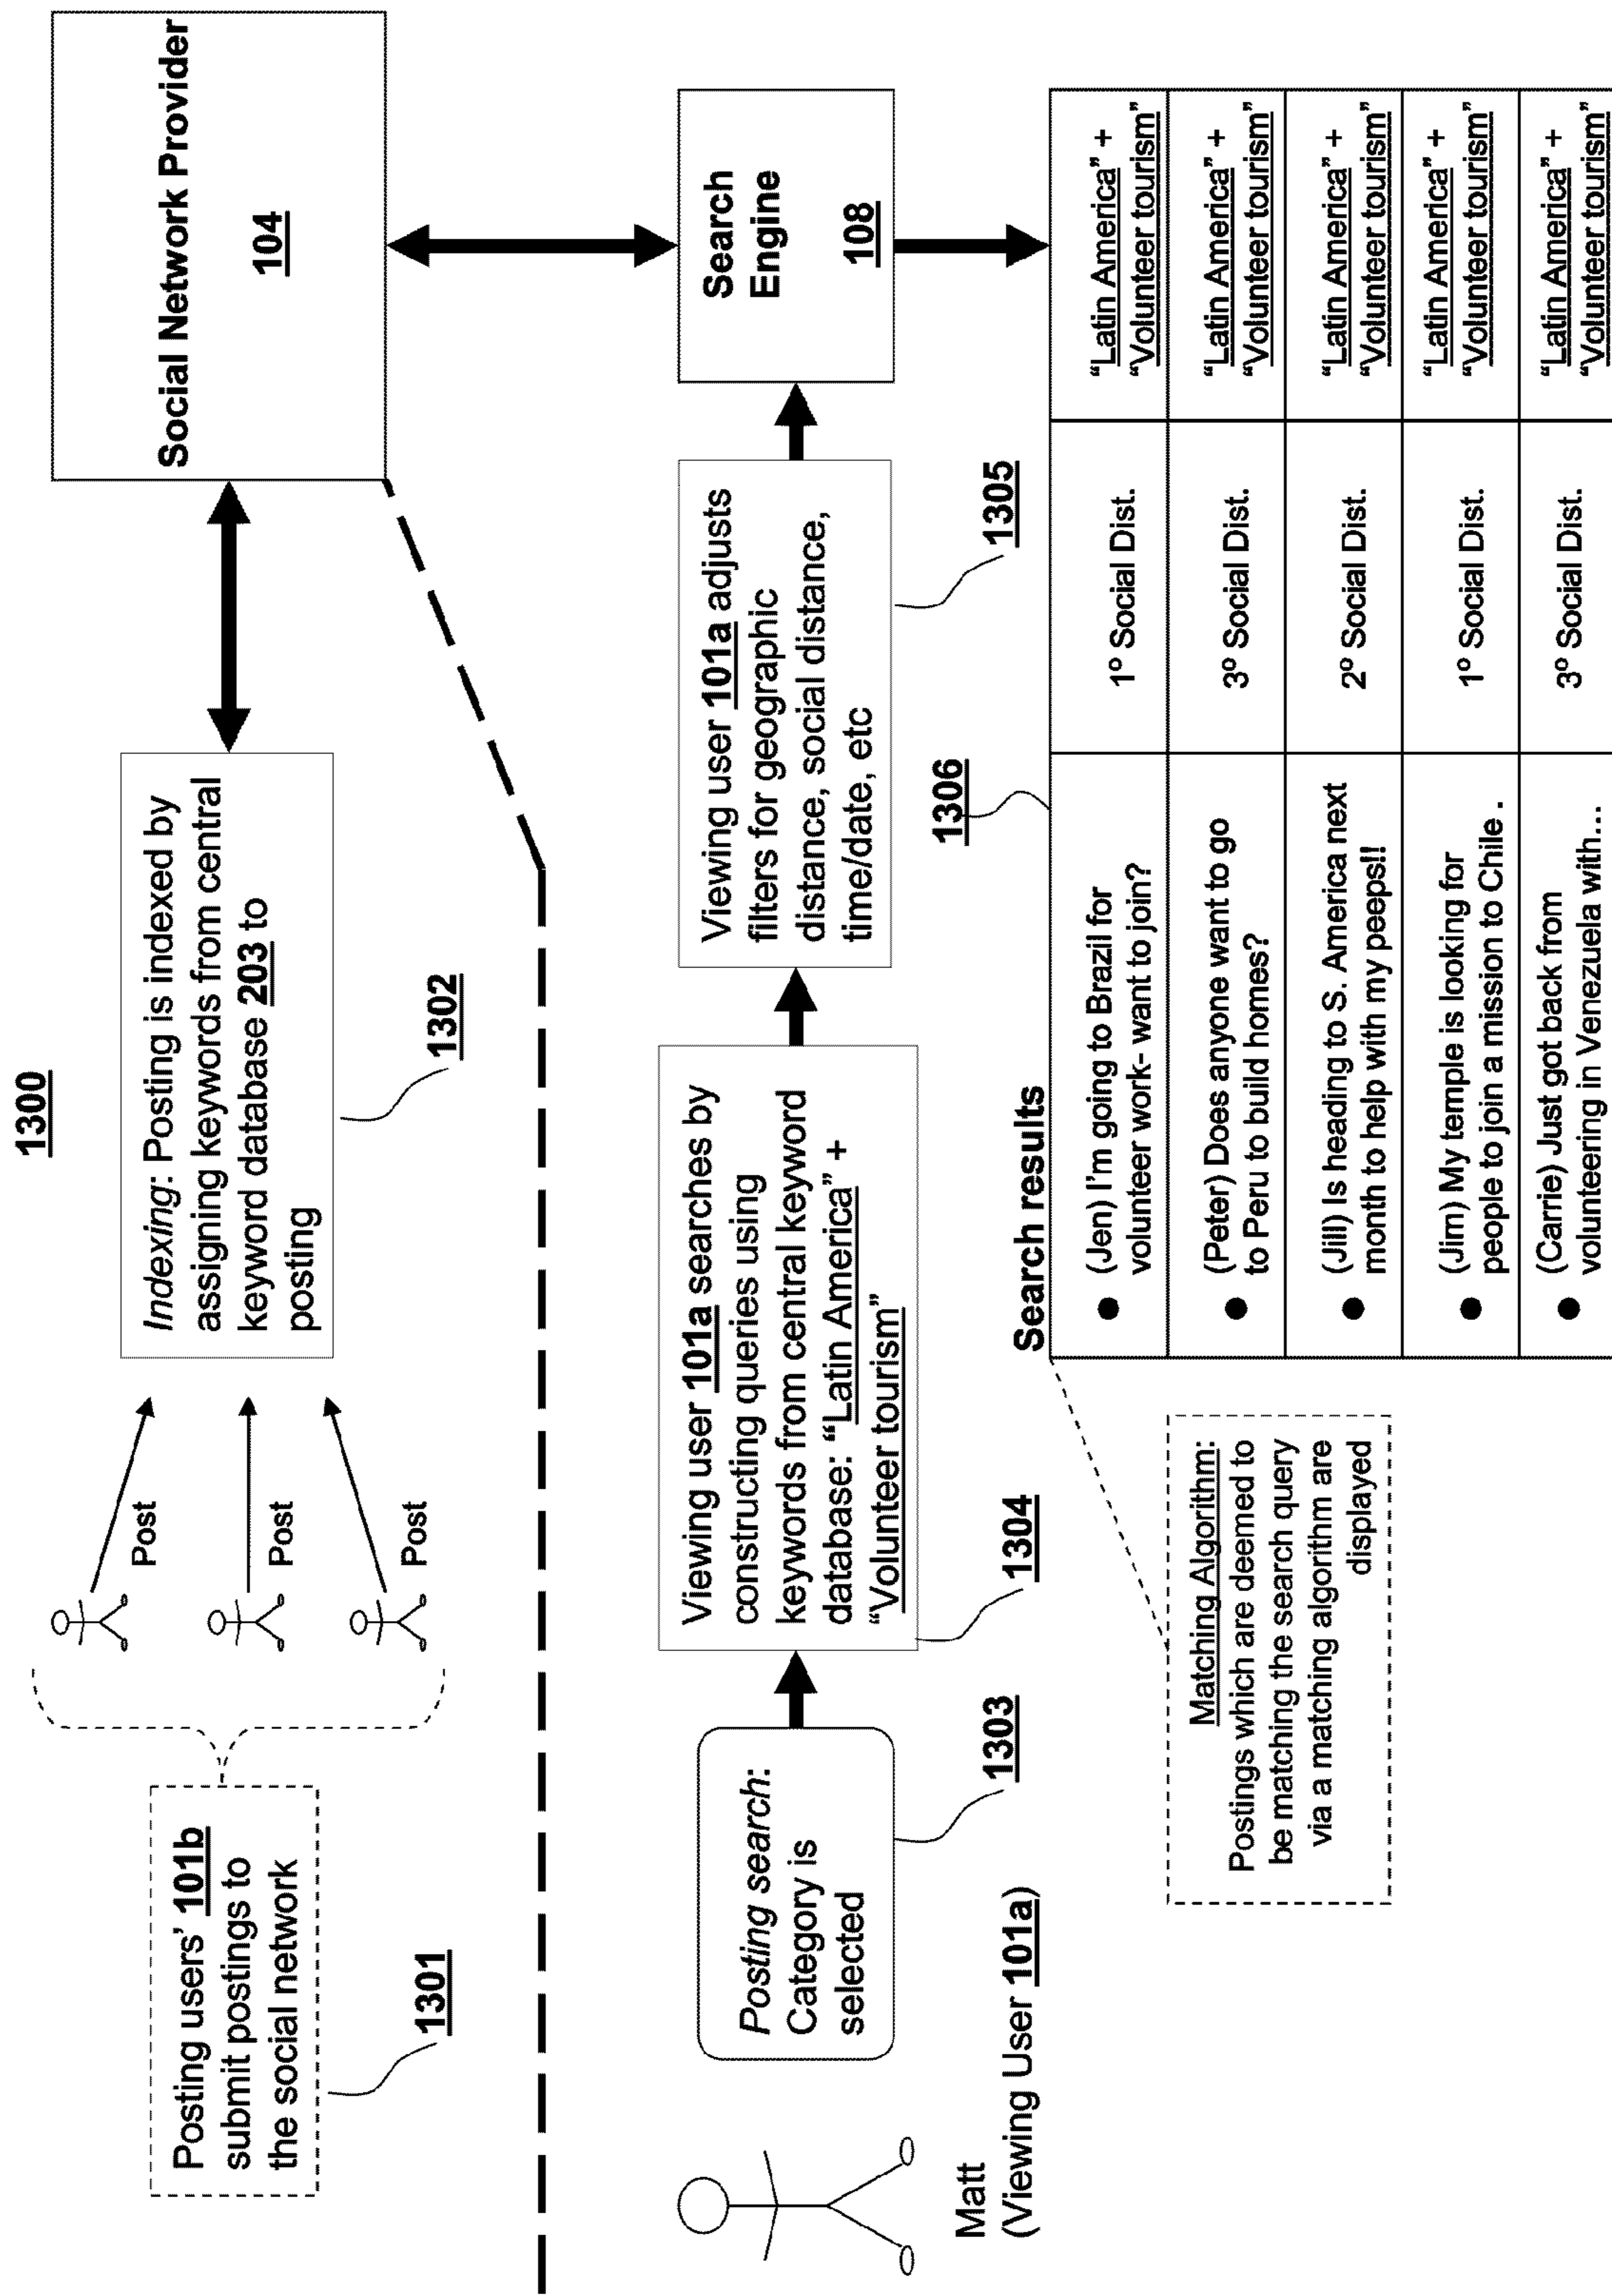 1300
Posting users’ 101b
submit postings to
the social network
1301
Post
Post
Post
Indexing: Posting is indexed by
assigning keywords from central
keyword database 203 to
posting
1302
Social Network Provider
104
Matt
(Viewing User 101a)
Posting search:
Category is
selected
1303
Viewing user 101a searches by
constructing queries using
keywords from central keyword
database: “Latin America” +
“Volunteer tourism”
1304
Viewing user 101a adjusts
filters for geographic
distance, social distance,
time/date, etc
1305
Search
Engine
108
Matching Algorithm:
Postings which are deemed to
be matching the search query
via a matching algorithm are
displayed
Search results
1306
● (Jen) I’m going to Brazil for
volunteer work- want to join?
1º Social Dist.
“Latin America” +
“Volunteer tourism”
● (Peter) Does anyone want to go
to Peru to build homes?
3º Social Dist.
“Latin America” +
“Volunteer tourism”
● (Jill) Is heading to S. America next
month to help with my peeps!!
2º Social Dist.
“Latin America” +
“Volunteer tourism”
● (Jim) My temple is looking for
people to join a mission to Chile .
1º Social Dist.
“Latin America” +
“Volunteer tourism”
● (Carrie) Just got back from
volunteering in Venezuela with...
3º Social Dist.
“Latin America” +
“Volunteer tourism”